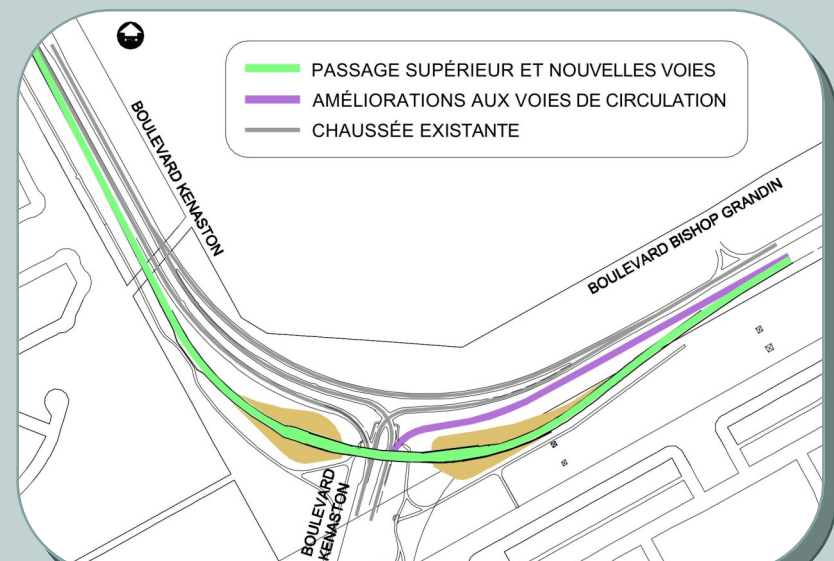 PASSAGE SUPÉRIEUR ET NOUVELLES VOIES
AMÉLIORATIONS AUX VOIES DE CIRCULATION
CHAUSSÉE EXISTANTE
BOULEVARD KENASTON
BOULEVARD BISHOP GRANDIN
BOULEVARD
KENASTON